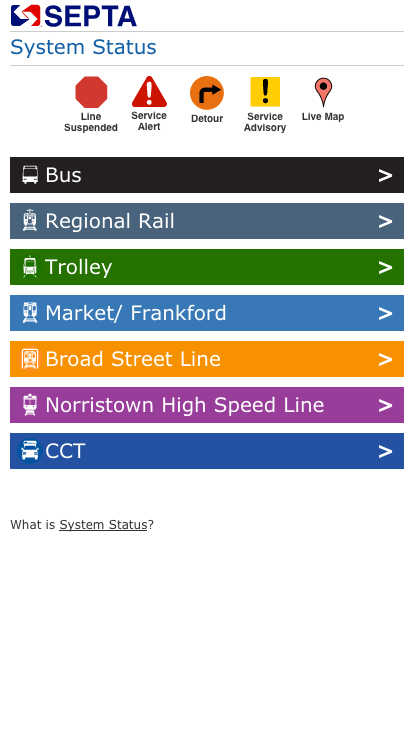 SEPTA
System Status
Line
Suspended
Service
Alert
Detour
Service
Advisory
Live Map
Bus >
Regional Rail >
Trolley >
Market/ Frankford >
Broad Street Line >
Norristown High Speed Line >
CCT >
What is System Status?